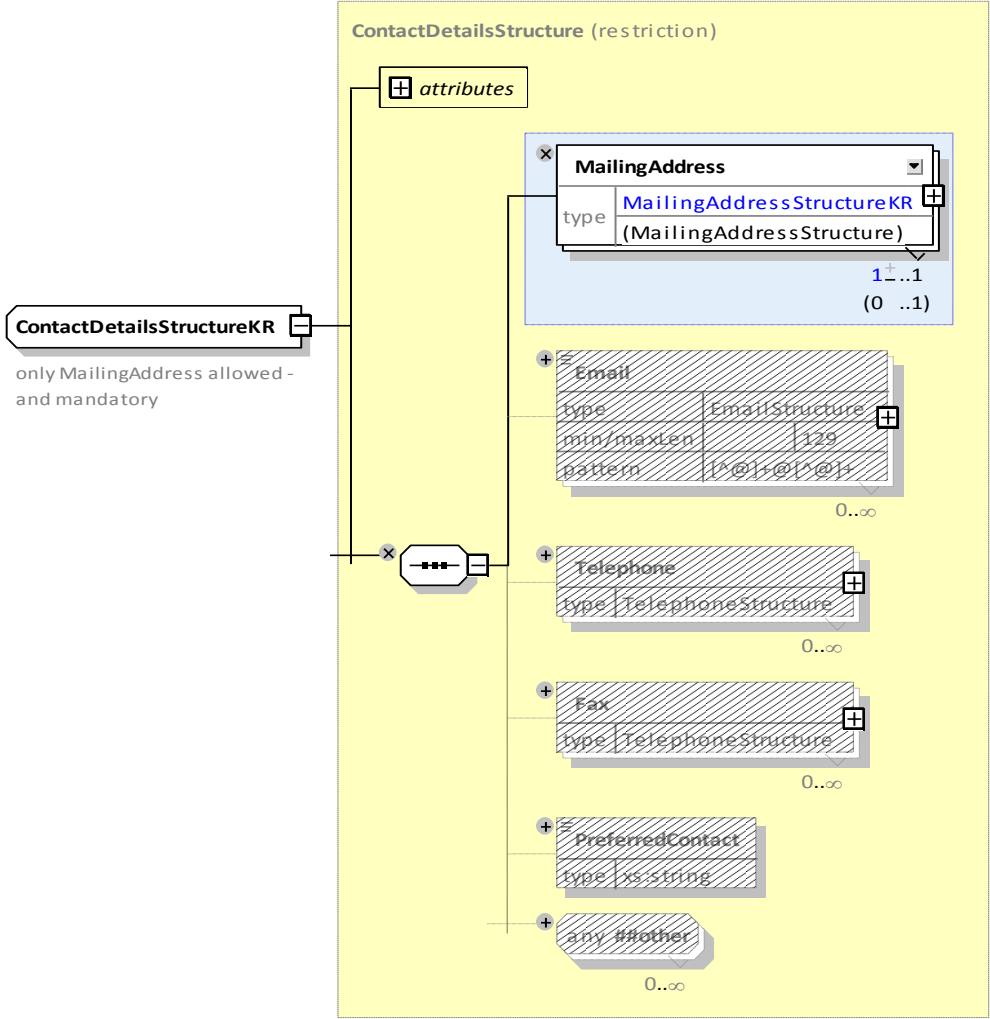 ContactDetailsStructure (restriction)
attributes
MailingAddress
type
MailingAddressStructureKR
(MailingAddressStructure)
1..1
(0 ..1)
ContactDetailsStructureKR
only MailingAddress allowed -
and mandatory
Email
type EmailStructure
min/maxLen 129
pattern [^@]+@[^@]+
0..∞
Telephone
type TelephoneStructure
0..∞
Fax
type TelephoneStructure
0..∞
PreferredContact
type xs:string
any ##other
0..∞